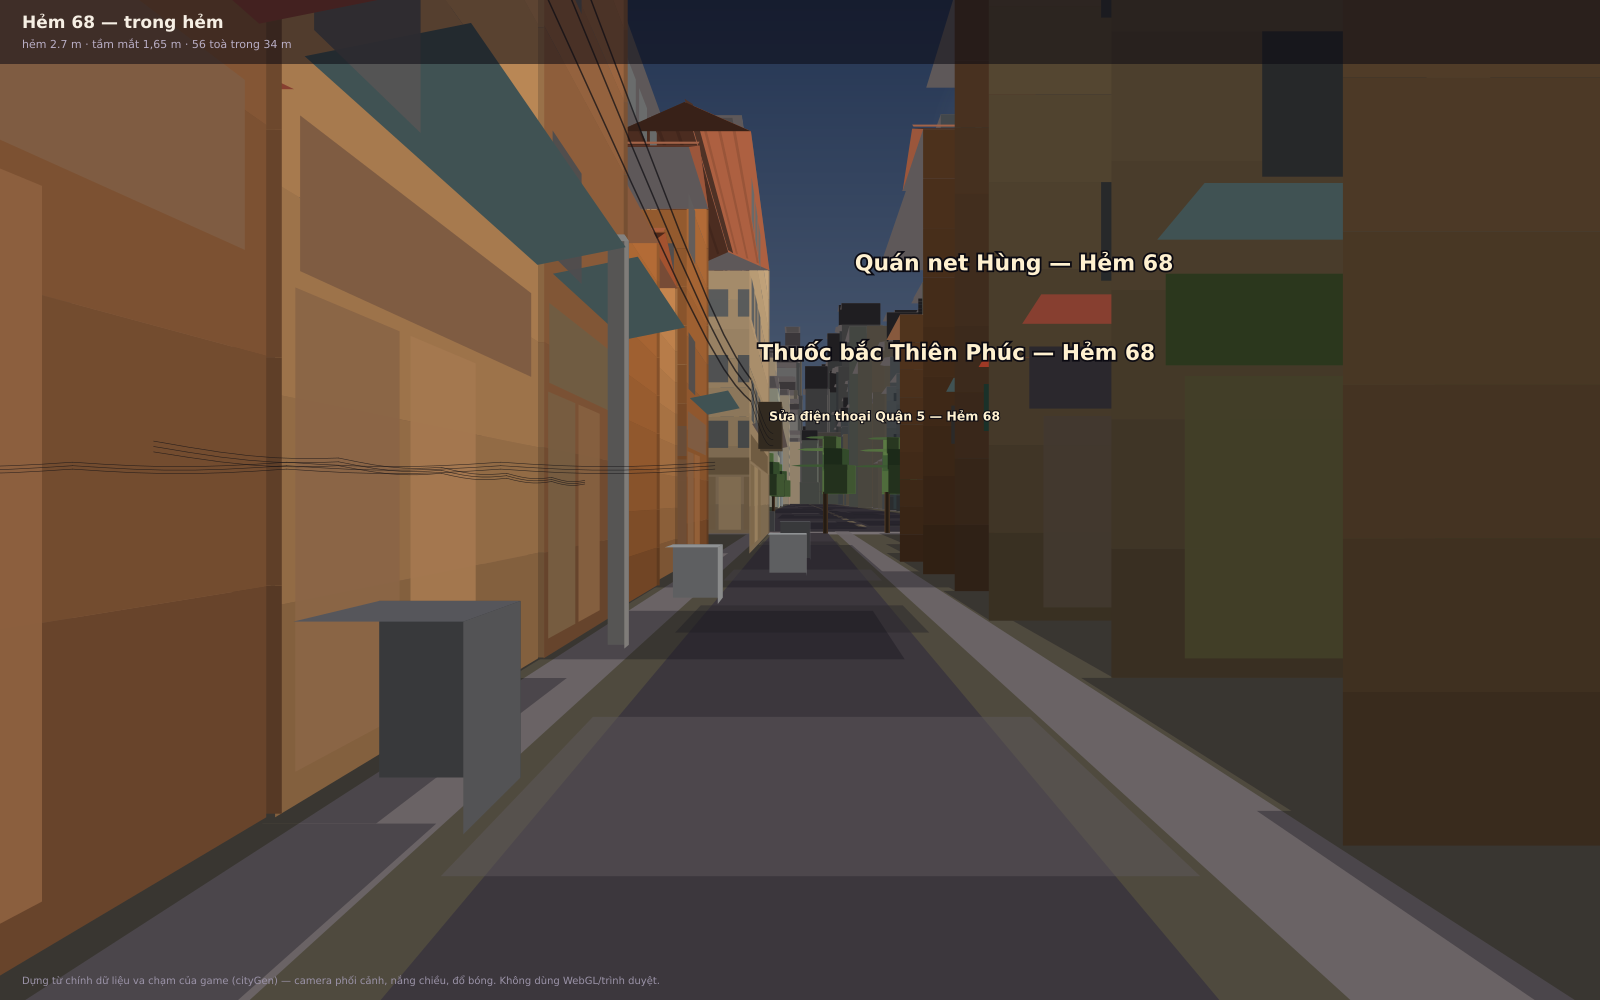 Hẻm 68 — trong hẻm
hẻm 2.7 m · tầm mắt 1,65 m · 56 toà trong 34 m
Quán net Hùng — Hẻm 68
Thuốc bắc Thiên Phúc — Hẻm 68
Sửa điện thoại Quận 5 — Hẻm 68
Dựng từ chính dữ liệu va chạm của game (cityGen) — camera phối cảnh, nắng chiều, đổ bóng. Không dùng WebGL/trình duyệt.